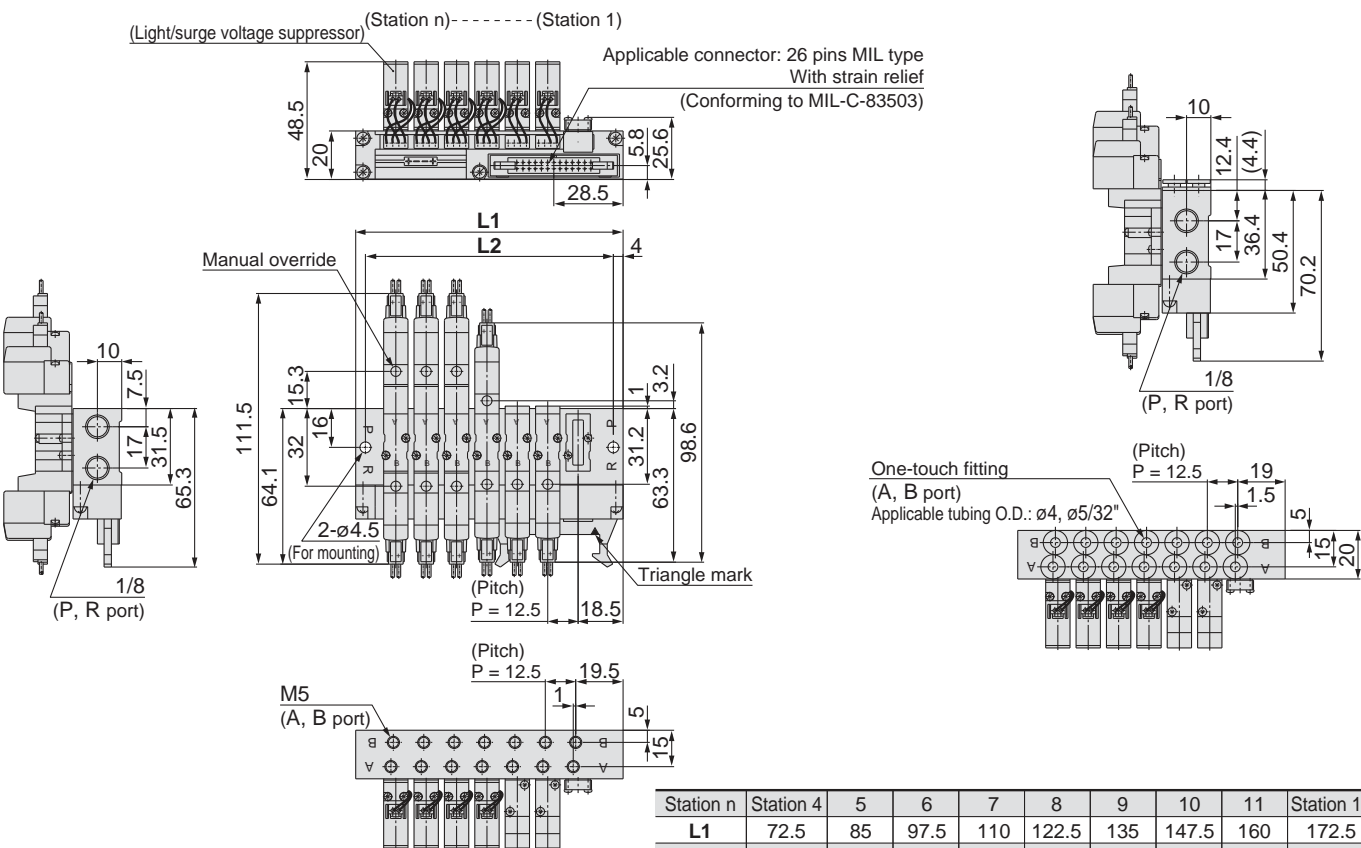 (Station n)--------(Station 1)
(Light/surge voltage suppressor)
Applicable connector: 26 pins MIL type
With strain relief
(Conforming to MIL-C-83503)
48.5
20
5.8
25.6
28.5
L1
L2
4
Manual override
111.5
64.1
15.3
32
16
P
R
Y
Y
Y
Y
Y
Y
B
B
B
B
B
B
P
R
1
3.2
31.2
63.3
98.6
2-ø4.5
(For mounting)
Triangle mark
(Pitch)
P = 12.5
18.5
10
7.5
17
31.5
65.3
1/8
(P, R port)
10
12.4
(4.4)
17
36.4
50.4
70.2
1/8
(P, R port)
One-touch fitting
(A, B port)
Applicable tubing O.D.: ø4, ø5/32"
(Pitch)
P = 12.5
19
1.5
5
15
20
B
B
A
A
(Pitch)
P = 12.5
19.5
1
M5
(A, B port)
5
15
B
B
A
A
Station n Station 4 5 6 7 8 9 10 11
L1 72.5 85 97.5 110 122.5 135 147.5 160 172.5